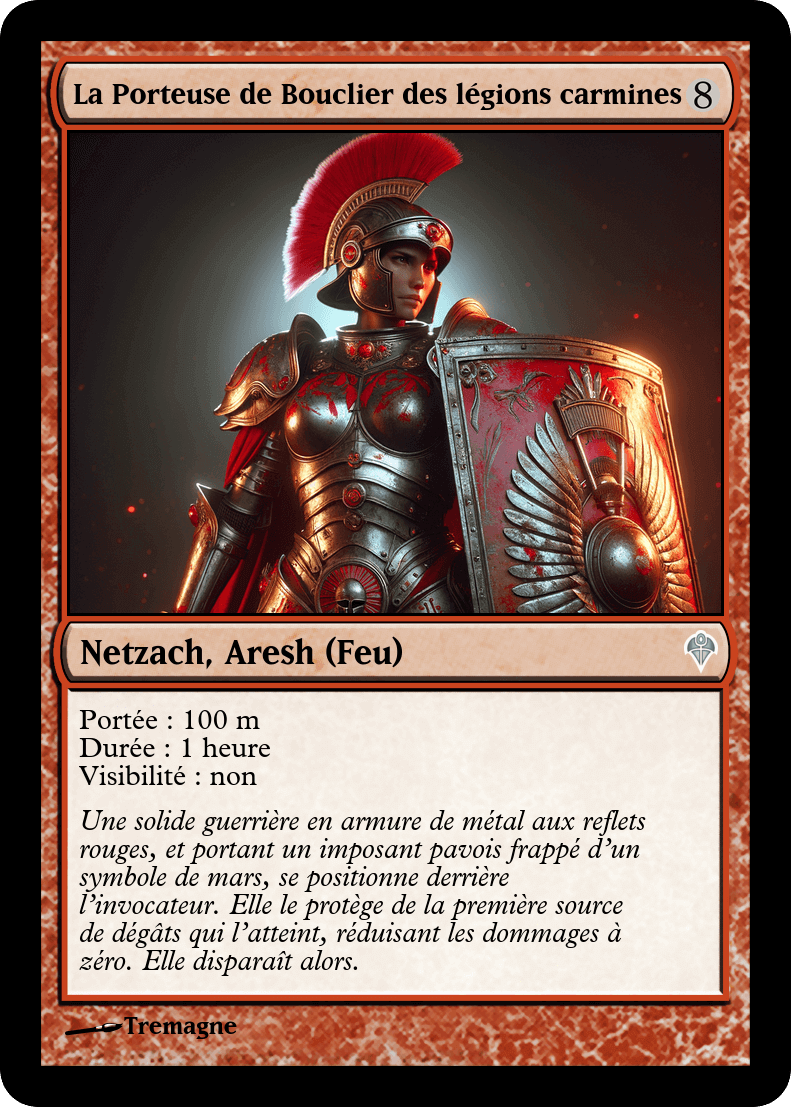 La Porteuse de Bouclier des légions carmines 8
Netzach, Aresh (Feu)
Portée : 100 m
Durée : 1 heure
Visibilité : non
Une solide guerrière en armure de métal aux reflets
rouges, et portant un imposant pavois frappé d'un
symbole de mars, se positionne derrière
l'invocateur. Elle le protège de la première source
de dégâts qui l'atteint, réduisant les dommages à
zéro. Elle disparaît alors.
Tremagne